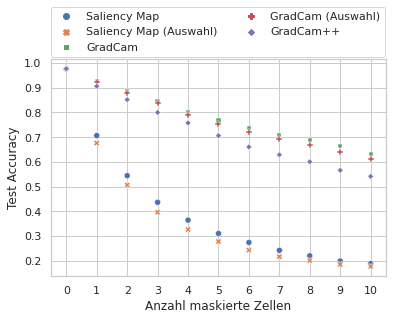 Saliency Map
Saliency Map (Auswahl)
GradCam
GradCam (Auswahl)
GradCam++
Test Accuracy
1.0
0.9
0.8
0.7
0.6
0.5
0.4
0.3
0.2
0 1 2 3 4 5 6 7 8 9 10
Anzahl maskierte Zellen